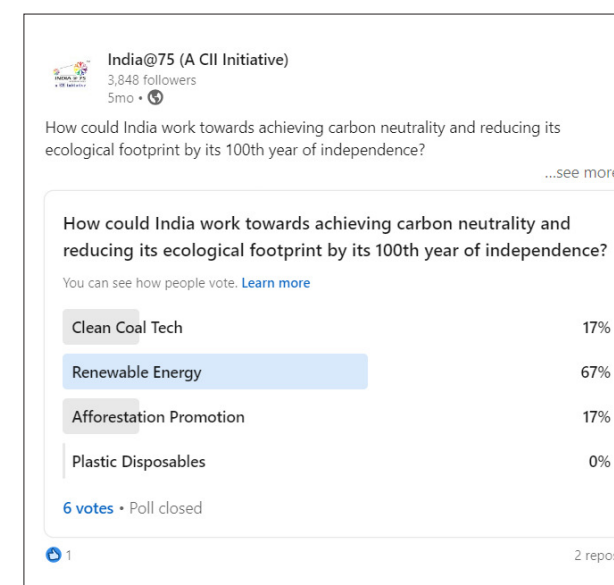 India@75 (A CII Initiative)
INDIA @ 75
a CII Initiative
3,848 followers
5mo •
How could India work towards achieving carbon neutrality and reducing its
ecological footprint by its 100th year of independence?
...see more
How could India work towards achieving carbon neutrality and
reducing its ecological footprint by its 100th year of independence?
You can see how people vote. Learn more
Clean Coal Tech 17%
Renewable Energy 67%
Afforestation Promotion 17%
Plastic Disposables 0%
6 votes • Poll closed
1 2 repos